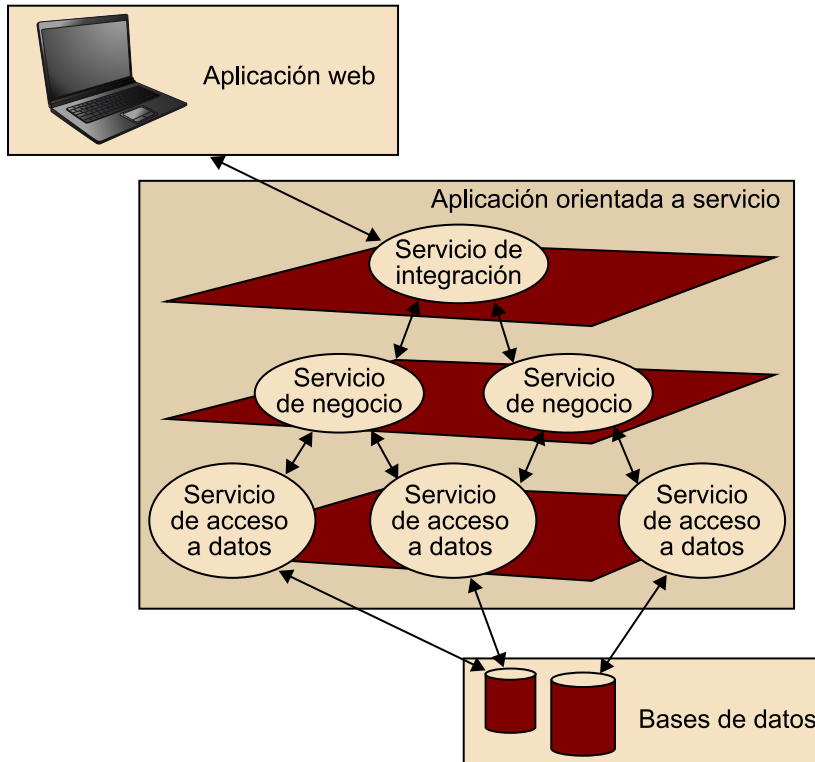 Aplicación web
Aplicación orientada a servicio
Servicio de
integración
Servicio
de negocio
Servicio
de negocio
Servicio
de acceso
a datos
Servicio
de acceso
a datos
Servicio
de acceso
a datos
Bases de datos